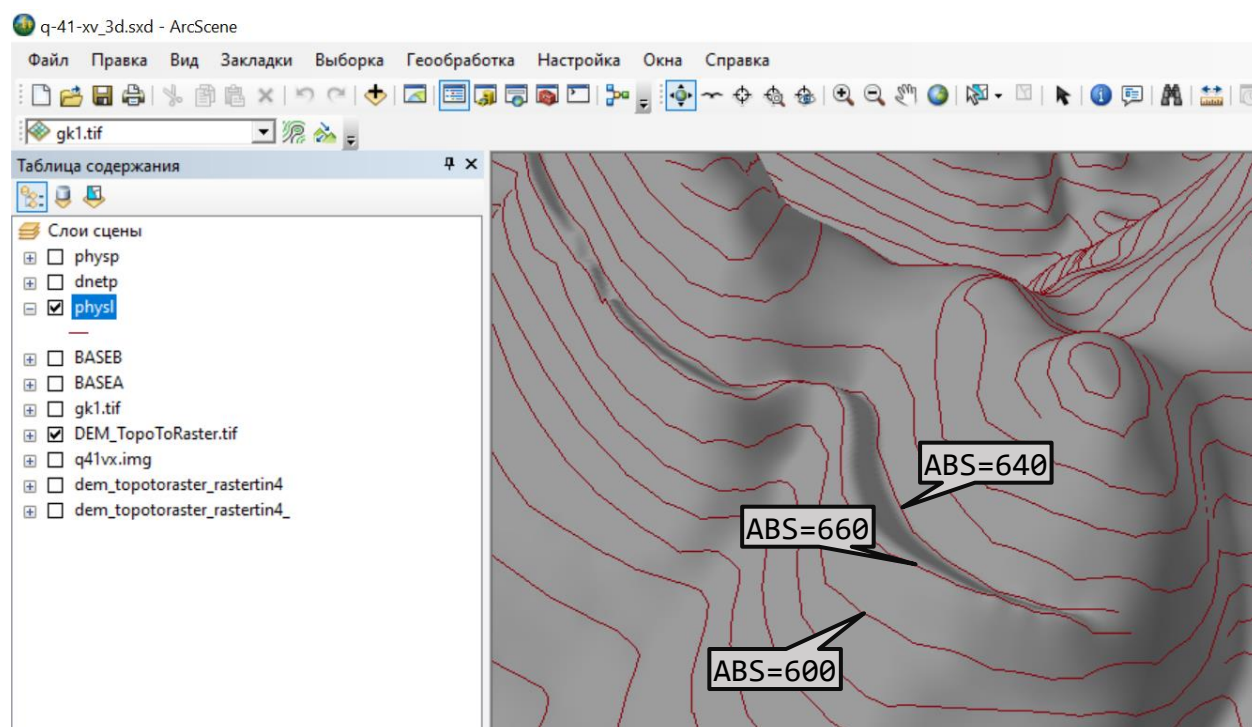 q-41-xv_3d.sxd - ArcScene
Файл Правка Вид Закладки Выборка Геообработка Настройка Окна Справка
gk1.tif
Таблица содержания
Слои сцены
physp
dnetp
physl
BASEB
BASEA
gk1.tif
DEM_TopoToRaster.tif
q41vx.img
dem_topotoraster_rastertin4
dem_topotoraster_rastertin4_
ABS=640
ABS=660
ABS=600